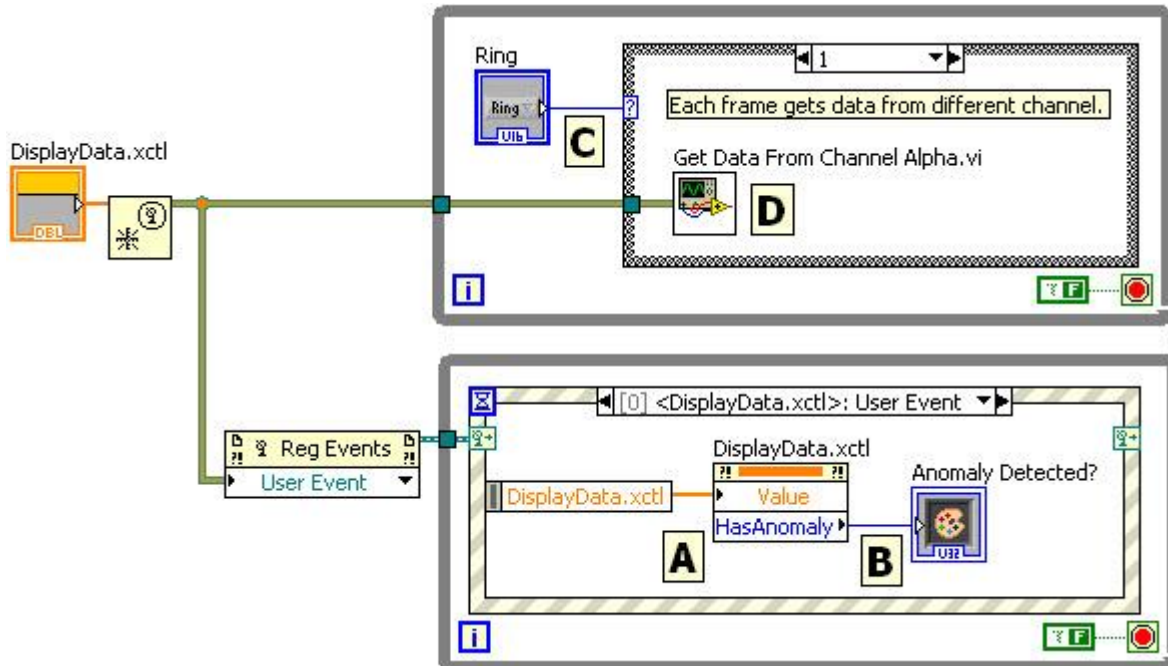 Ring
1
Ring
U16
C
?
Each frame gets data from different channel.
DisplayData.xctl
DBL
Get Data From Channel Alpha.vi
D
i
F
[0] <DisplayData.xctl>: User Event
?! Reg Events ?!
User Event
DisplayData.xctl
Anomaly Detected?
?! ?!
DisplayData.xctl
Value
HasAnomaly
U32
A
B
i
F